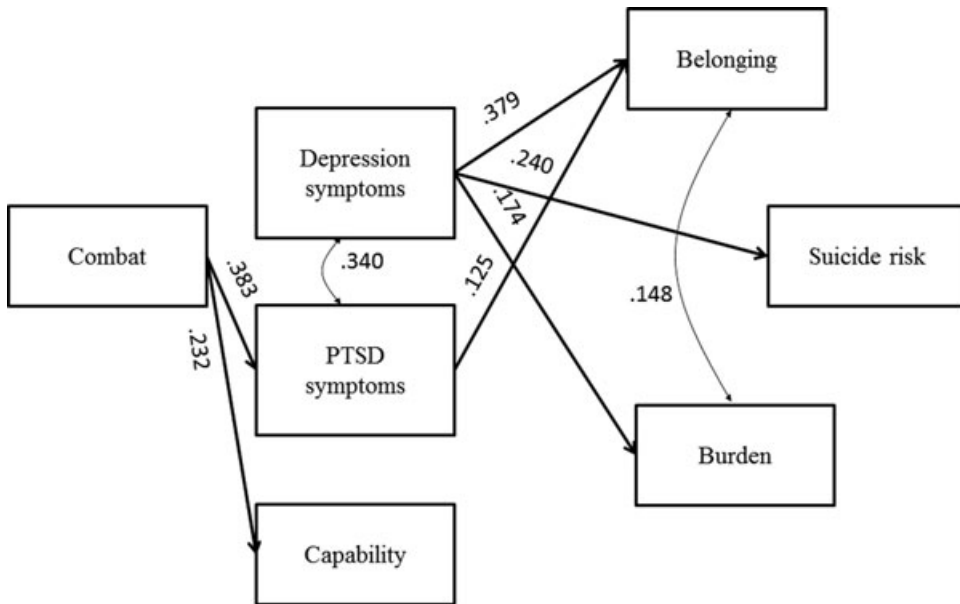 Belonging
.379
Depression
symptoms
.240
.174
Combat
.383
.340
Suicide risk
.125
.148
.232
PTSD
symptoms
Burden
Capability